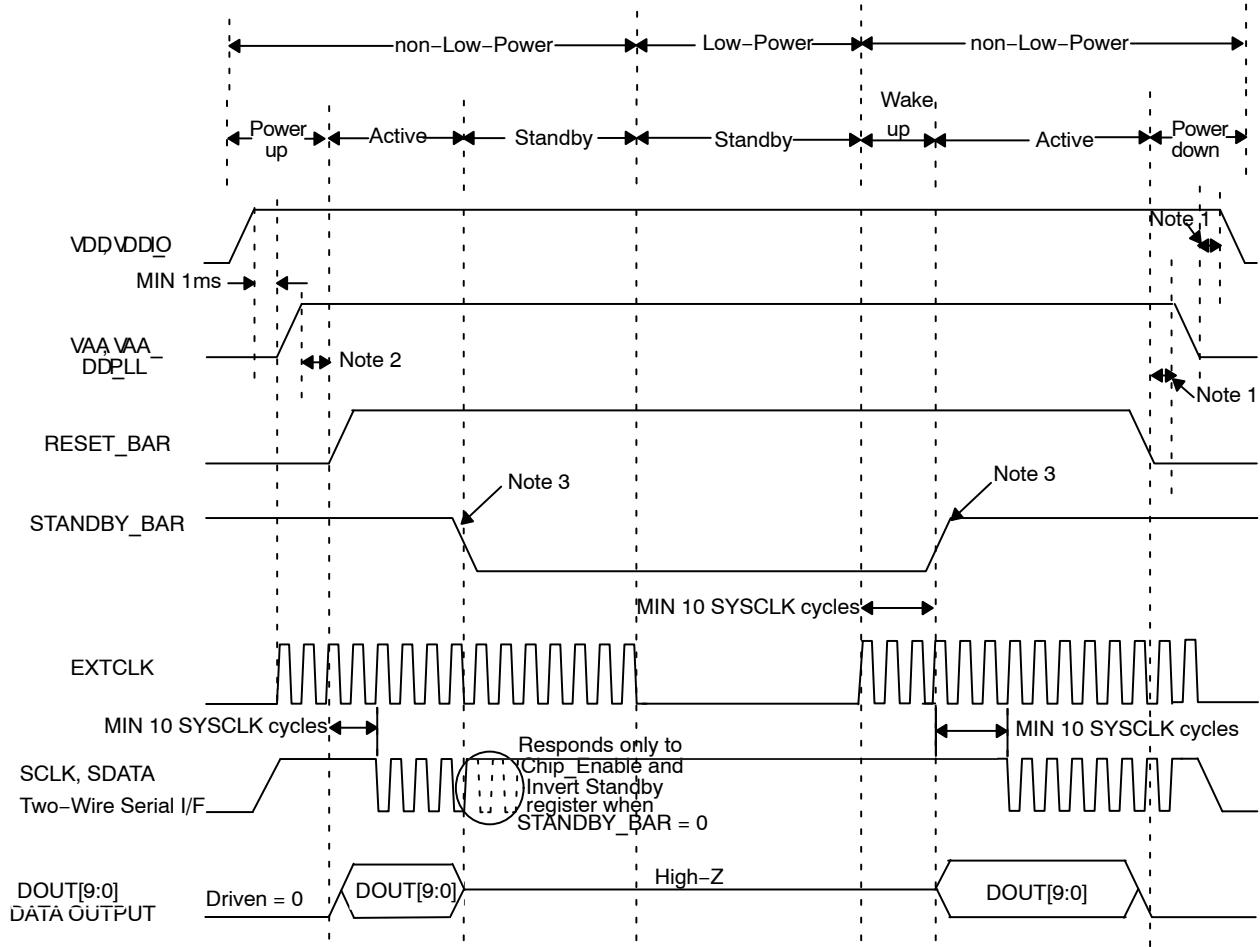 non−Low−Power
Low−Power
non−Low−Power
Power
up
Active
Standby
Standby
Wake
up
Active
Power
down
Note 1
VDD,VDDIO
MIN 1ms
VAA,VAA_
DDPLL
Note 2
Note 1
RESET_BAR
Note 3
Note 3
STANDBY_BAR
MIN 10 SYSCLK cycles
EXTCLK
MIN 10 SYSCLK cycles
MIN 10 SYSCLK cycles
SCLK, SDATA
Two−Wire Serial I/F
Responds only to
Chip_Enable and
Invert Standby
register when
STANDBY_BAR = 0
High−Z
DOUT[9:0]
DATA OUTPUT
Driven = 0
DOUT[9:0]
DOUT[9:0]